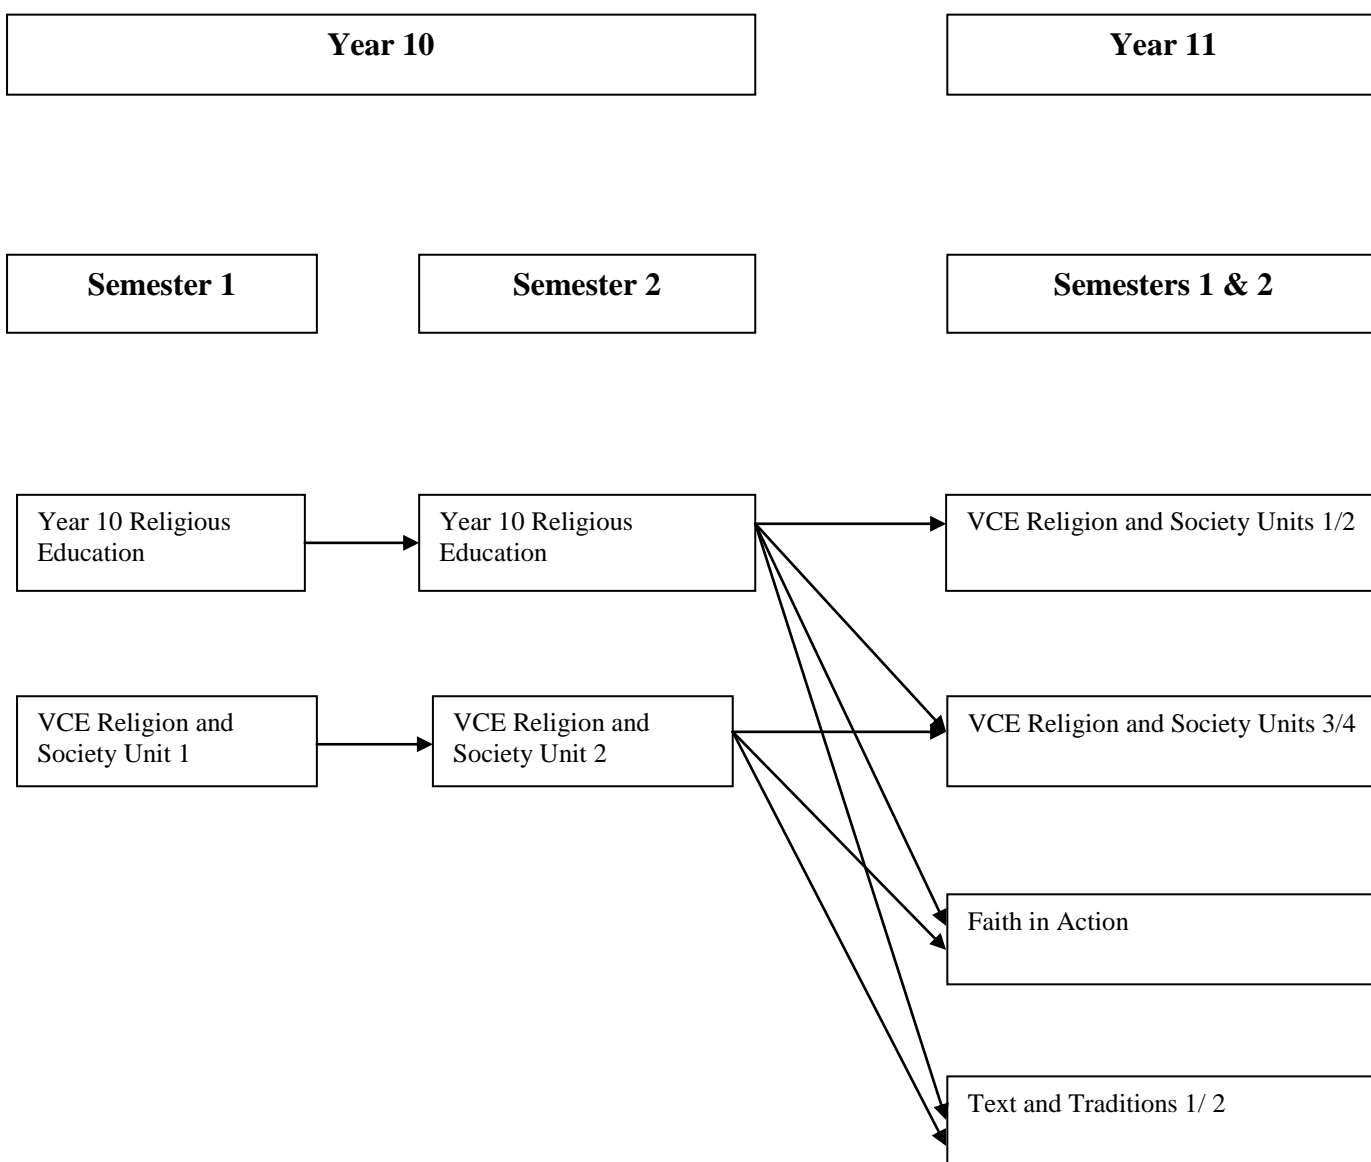 Year 10
Year 11
Semester 1
Semester 2
Semesters 1 & 2
Year 10 Religious
Education
Year 10 Religious
Education
VCE Religion and Society Units 1/2
VCE Religion and
Society Unit 1
VCE Religion and
Society Unit 2
VCE Religion and Society Units 3/4
Faith in Action
Text and Traditions 1/ 2